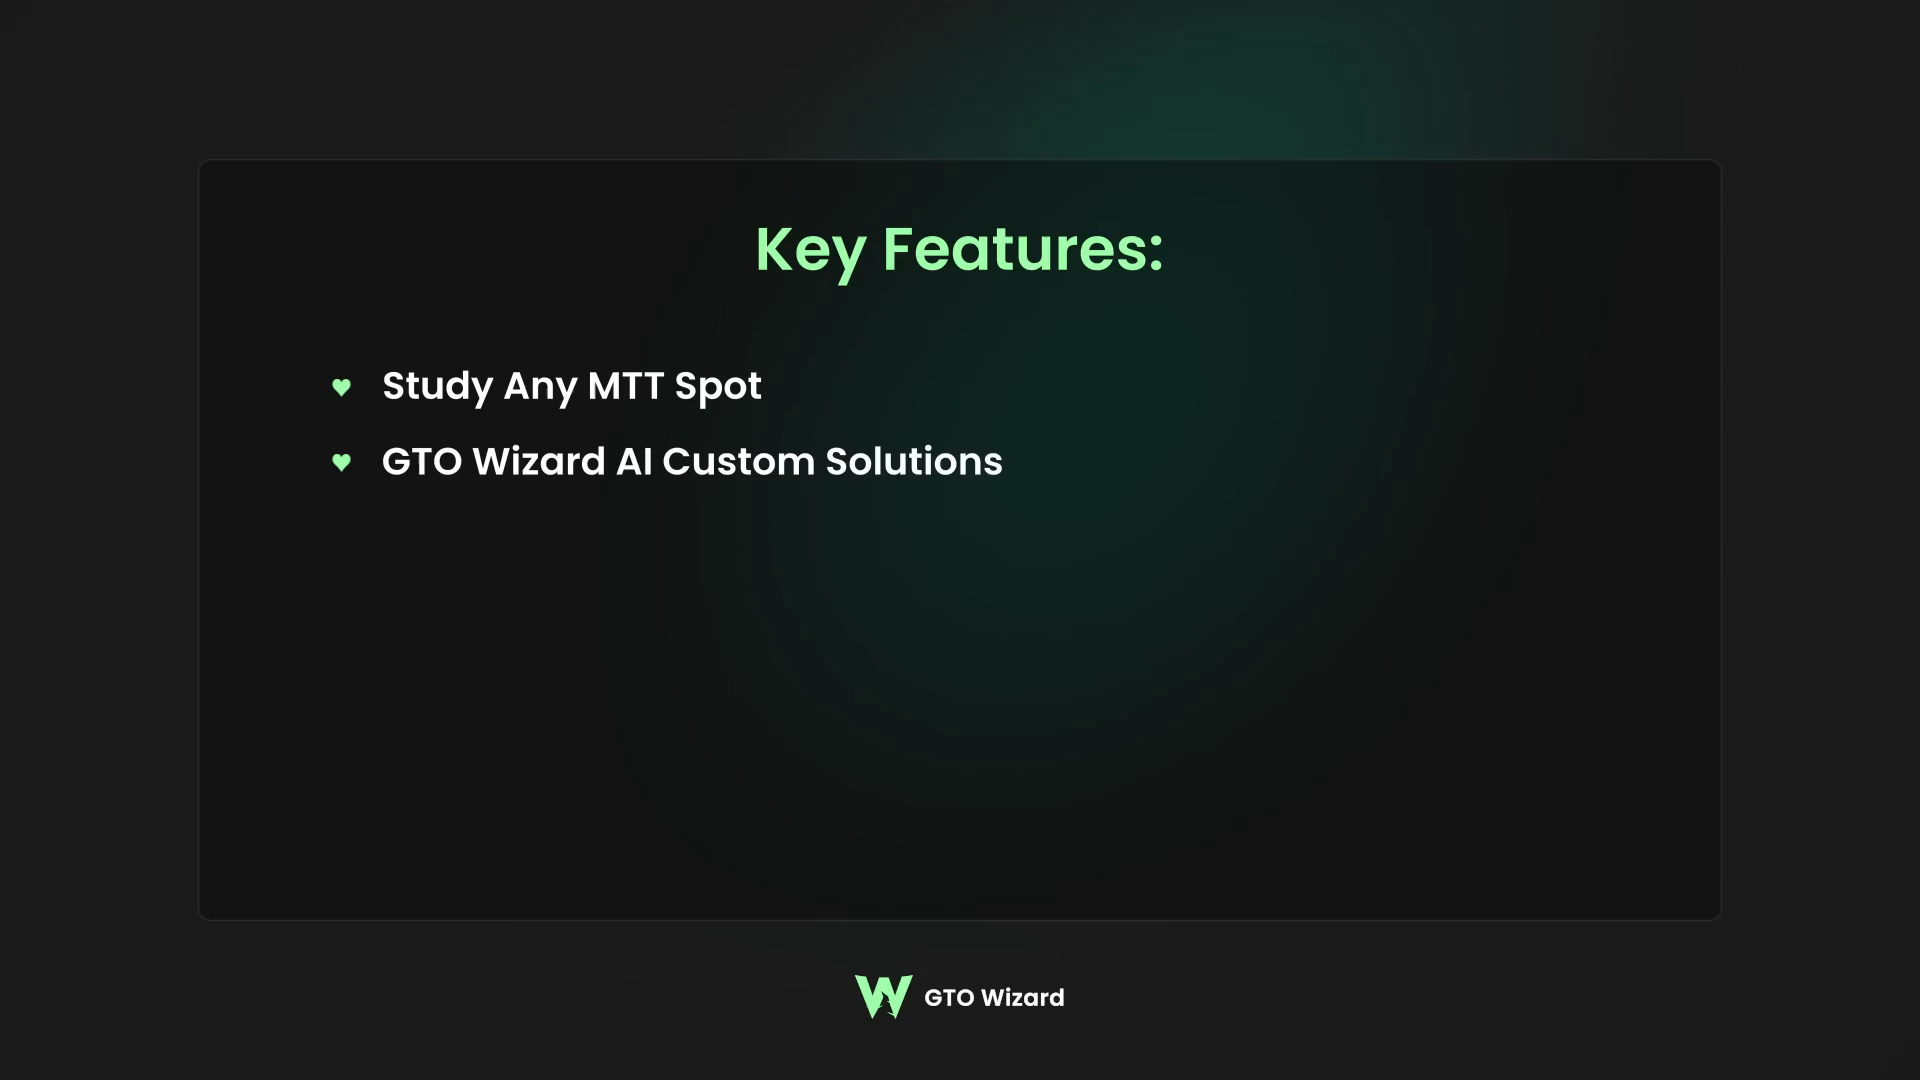 Key Features:
Study Any MTT Spot
GTO Wizard AI Custom Solutions
GTO Wizard